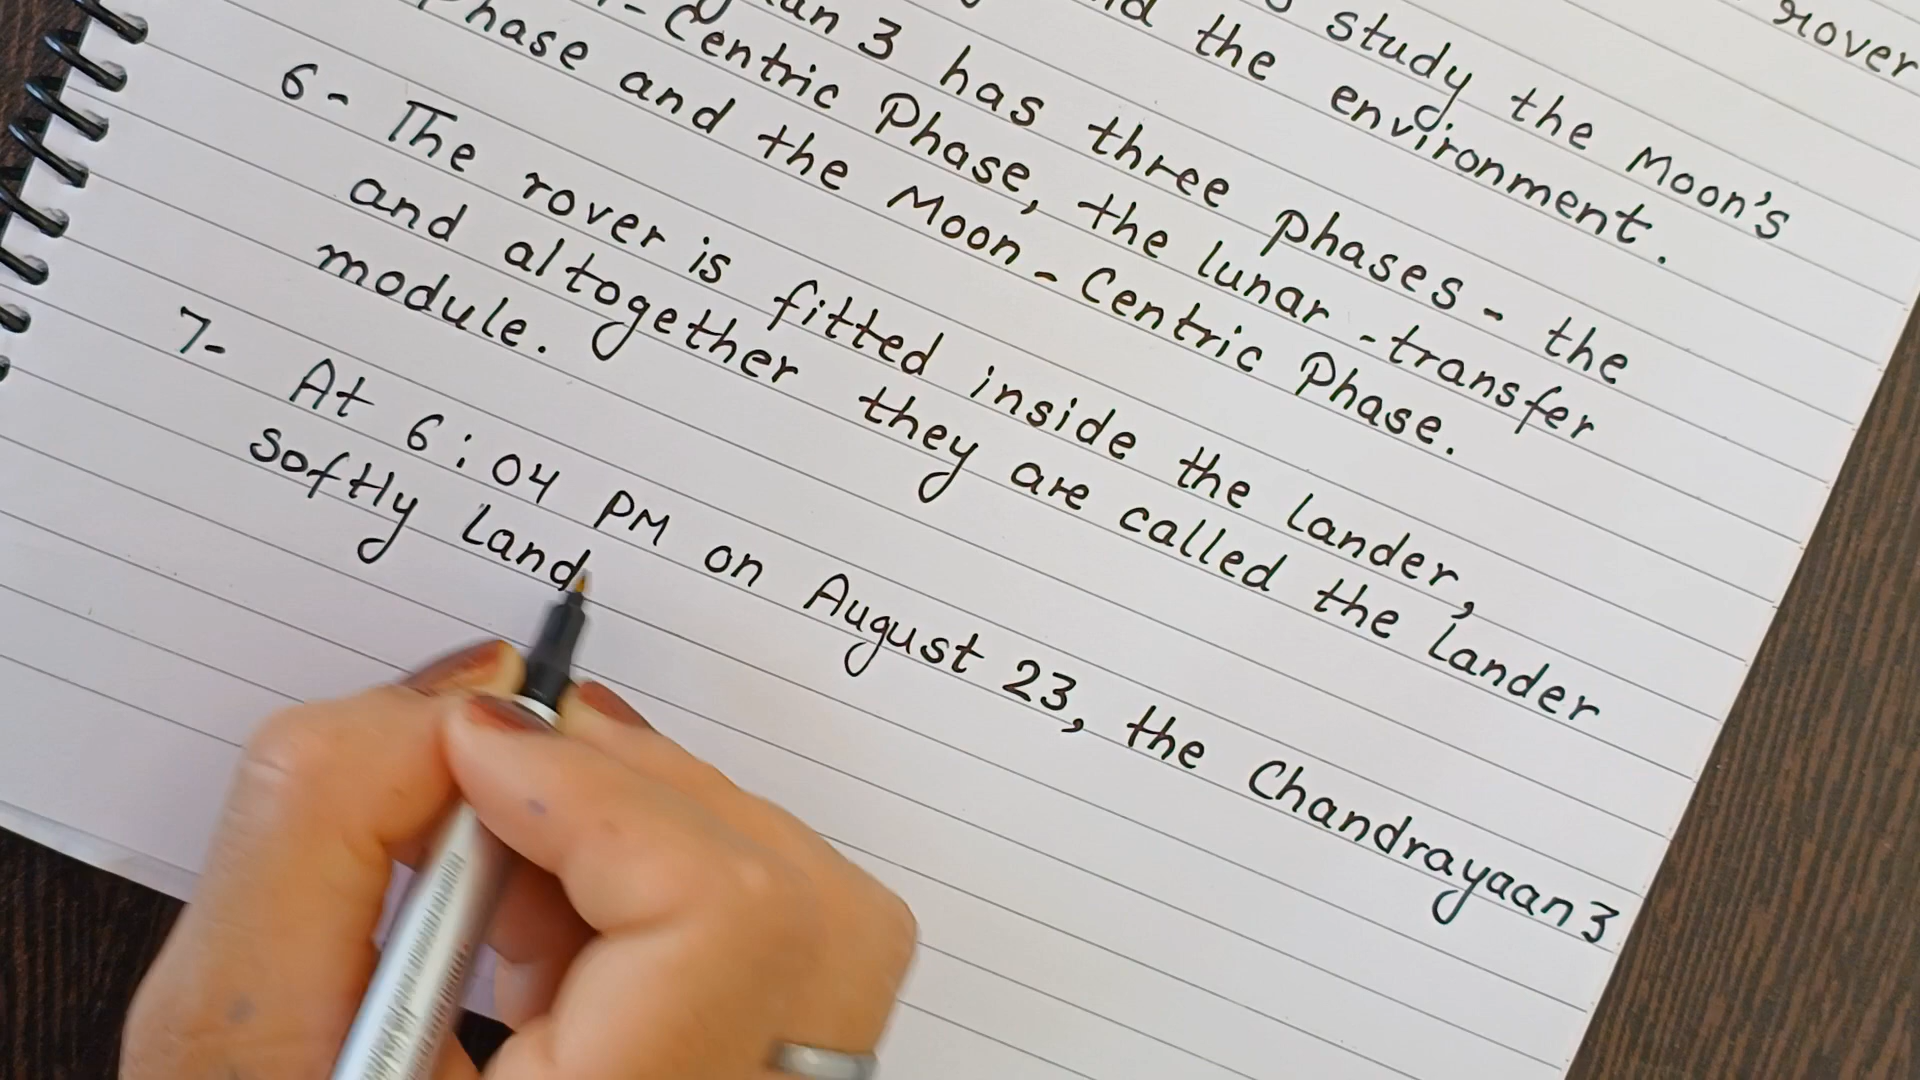 rover
study the Moon's
the environment.
3 has three phases - the
Centric Phase, the lunar-transfer
phase and the Moon-Centric Phase.
6- The rover is fitted inside the lander,
and altogether they are called the lander
module.
7- At 6:04 PM on August 23, the Chandrayaan 3
softly land